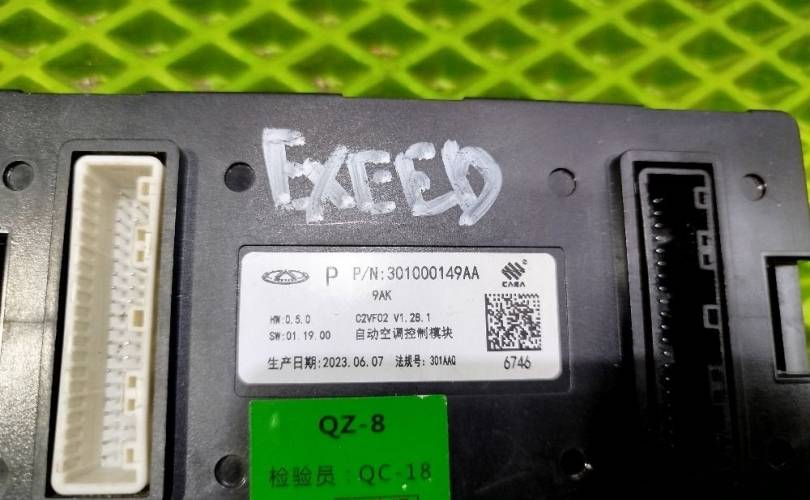 EXEED
P P/N:301000149AA
9AK
HW:0.5.0 C2VF02 V1.28.1
SW:01.19.00 自动空调控制模块
生产日期:2023.06.07 法规号:301AAQ
6746
QZ-8
检验员:QC-18